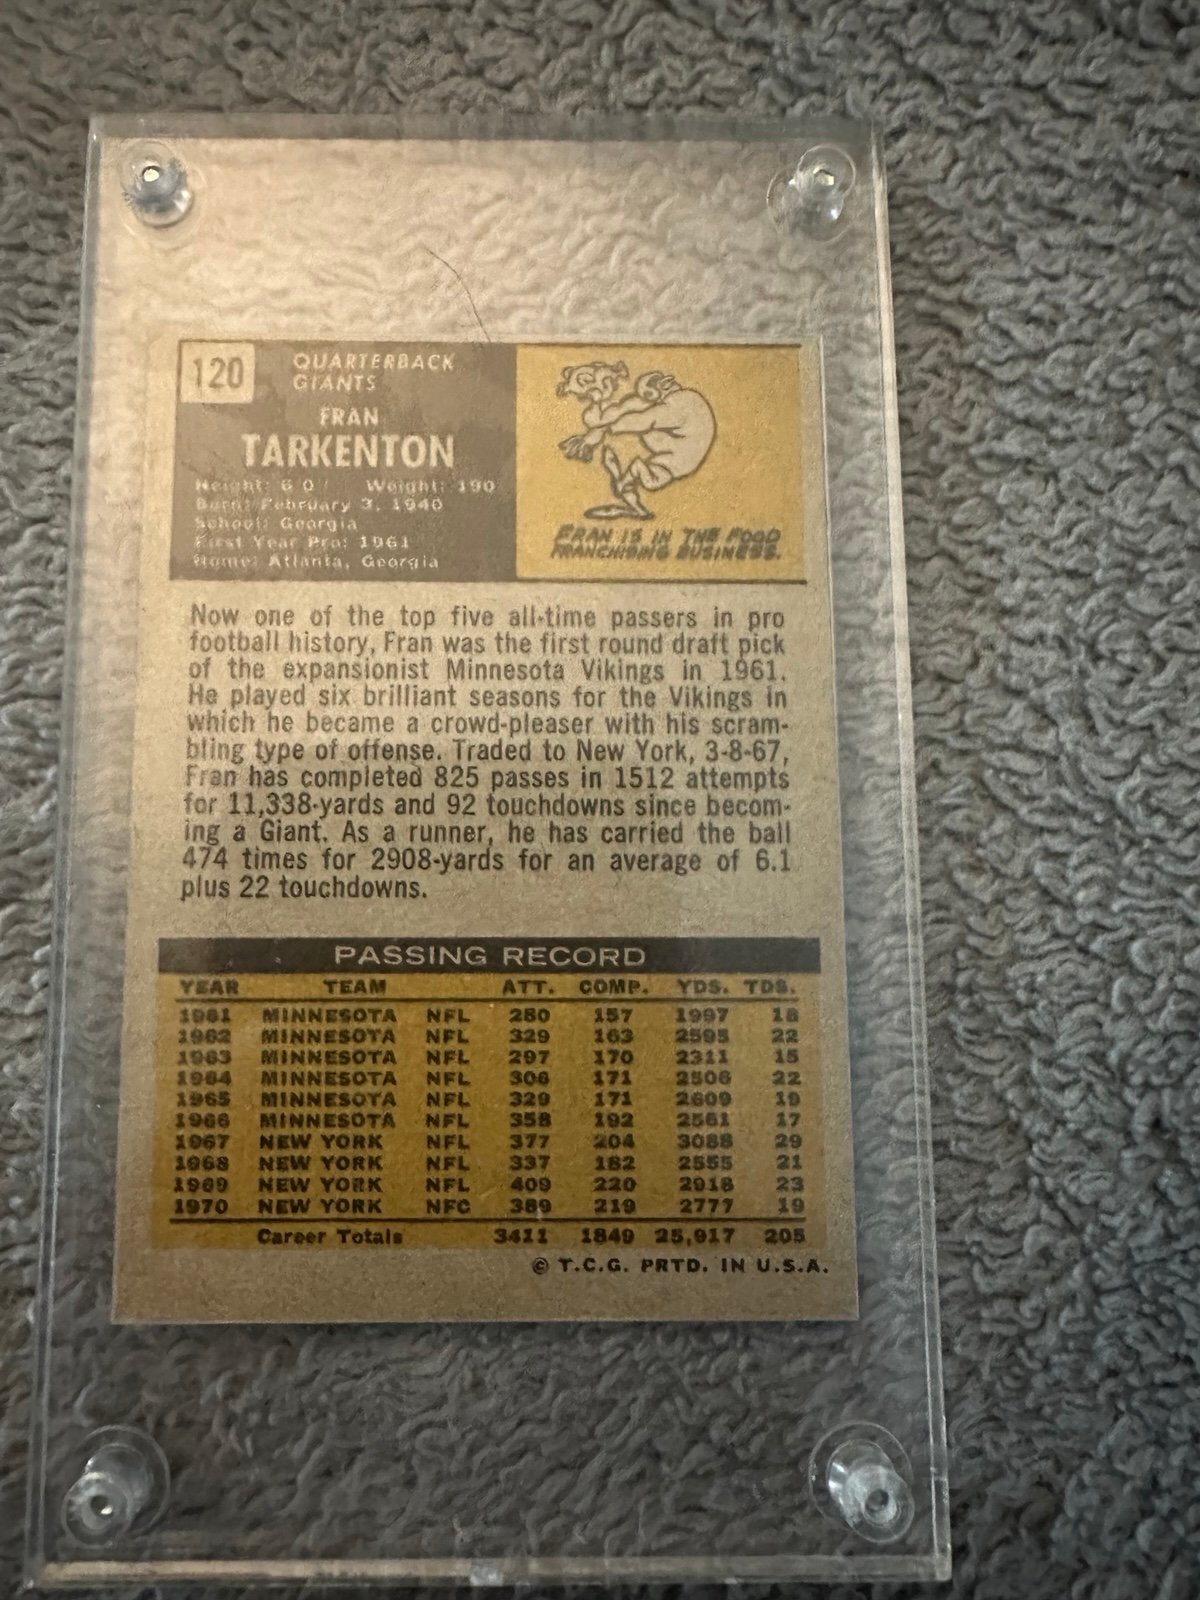 120
QUARTERBACK
GIANTS
FRAN
TARKENTON
Height: 6 0 Weight: 190
Born: February 3, 1940
School: Georgia
First Year Pro: 1961
Home: Atlanta, Georgia
FRAN IS IN THE FOOD
FRANCHISING BUSINESS.
Now one of the top five all-time passers in pro
football history, Fran was the first round draft pick
of the expansionist Minnesota Vikings in 1961.
He played six brilliant seasons for the Vikings in
which he became a crowd-pleaser with his scram-
bling type of offense. Traded to New York, 3-8-67,
Fran has completed 825 passes in 1512 attempts
for 11,338-yards and 92 touchdowns since becom-
ing a Giant. As a runner, he has carried the ball
474 times for 2908-yards for an average of 6.1
plus 22 touchdowns.
PASSING RECORD
YEAR TEAM ATT. COMP. YDS. TDS.
1961 MINNESOTA NFL 280 157 1997 18
1962 MINNESOTA NFL 329 163 2595 22
1963 MINNESOTA NFL 297 170 2311 15
1964 MINNESOTA NFL 306 171 2506 22
1965 MINNESOTA NFL 329 171 2609 19
1966 MINNESOTA NFL 358 192 2561 17
1967 NEW YORK NFL 377 204 3088 29
1968 NEW YORK NFL 337 182 2555 21
1969 NEW YORK NFL 409 220 2918 23
1970 NEW YORK NFC 389 219 2777 19
Career Totals 3411 1849 25,917 205
© T.C.G. PRTD. IN U.S.A.